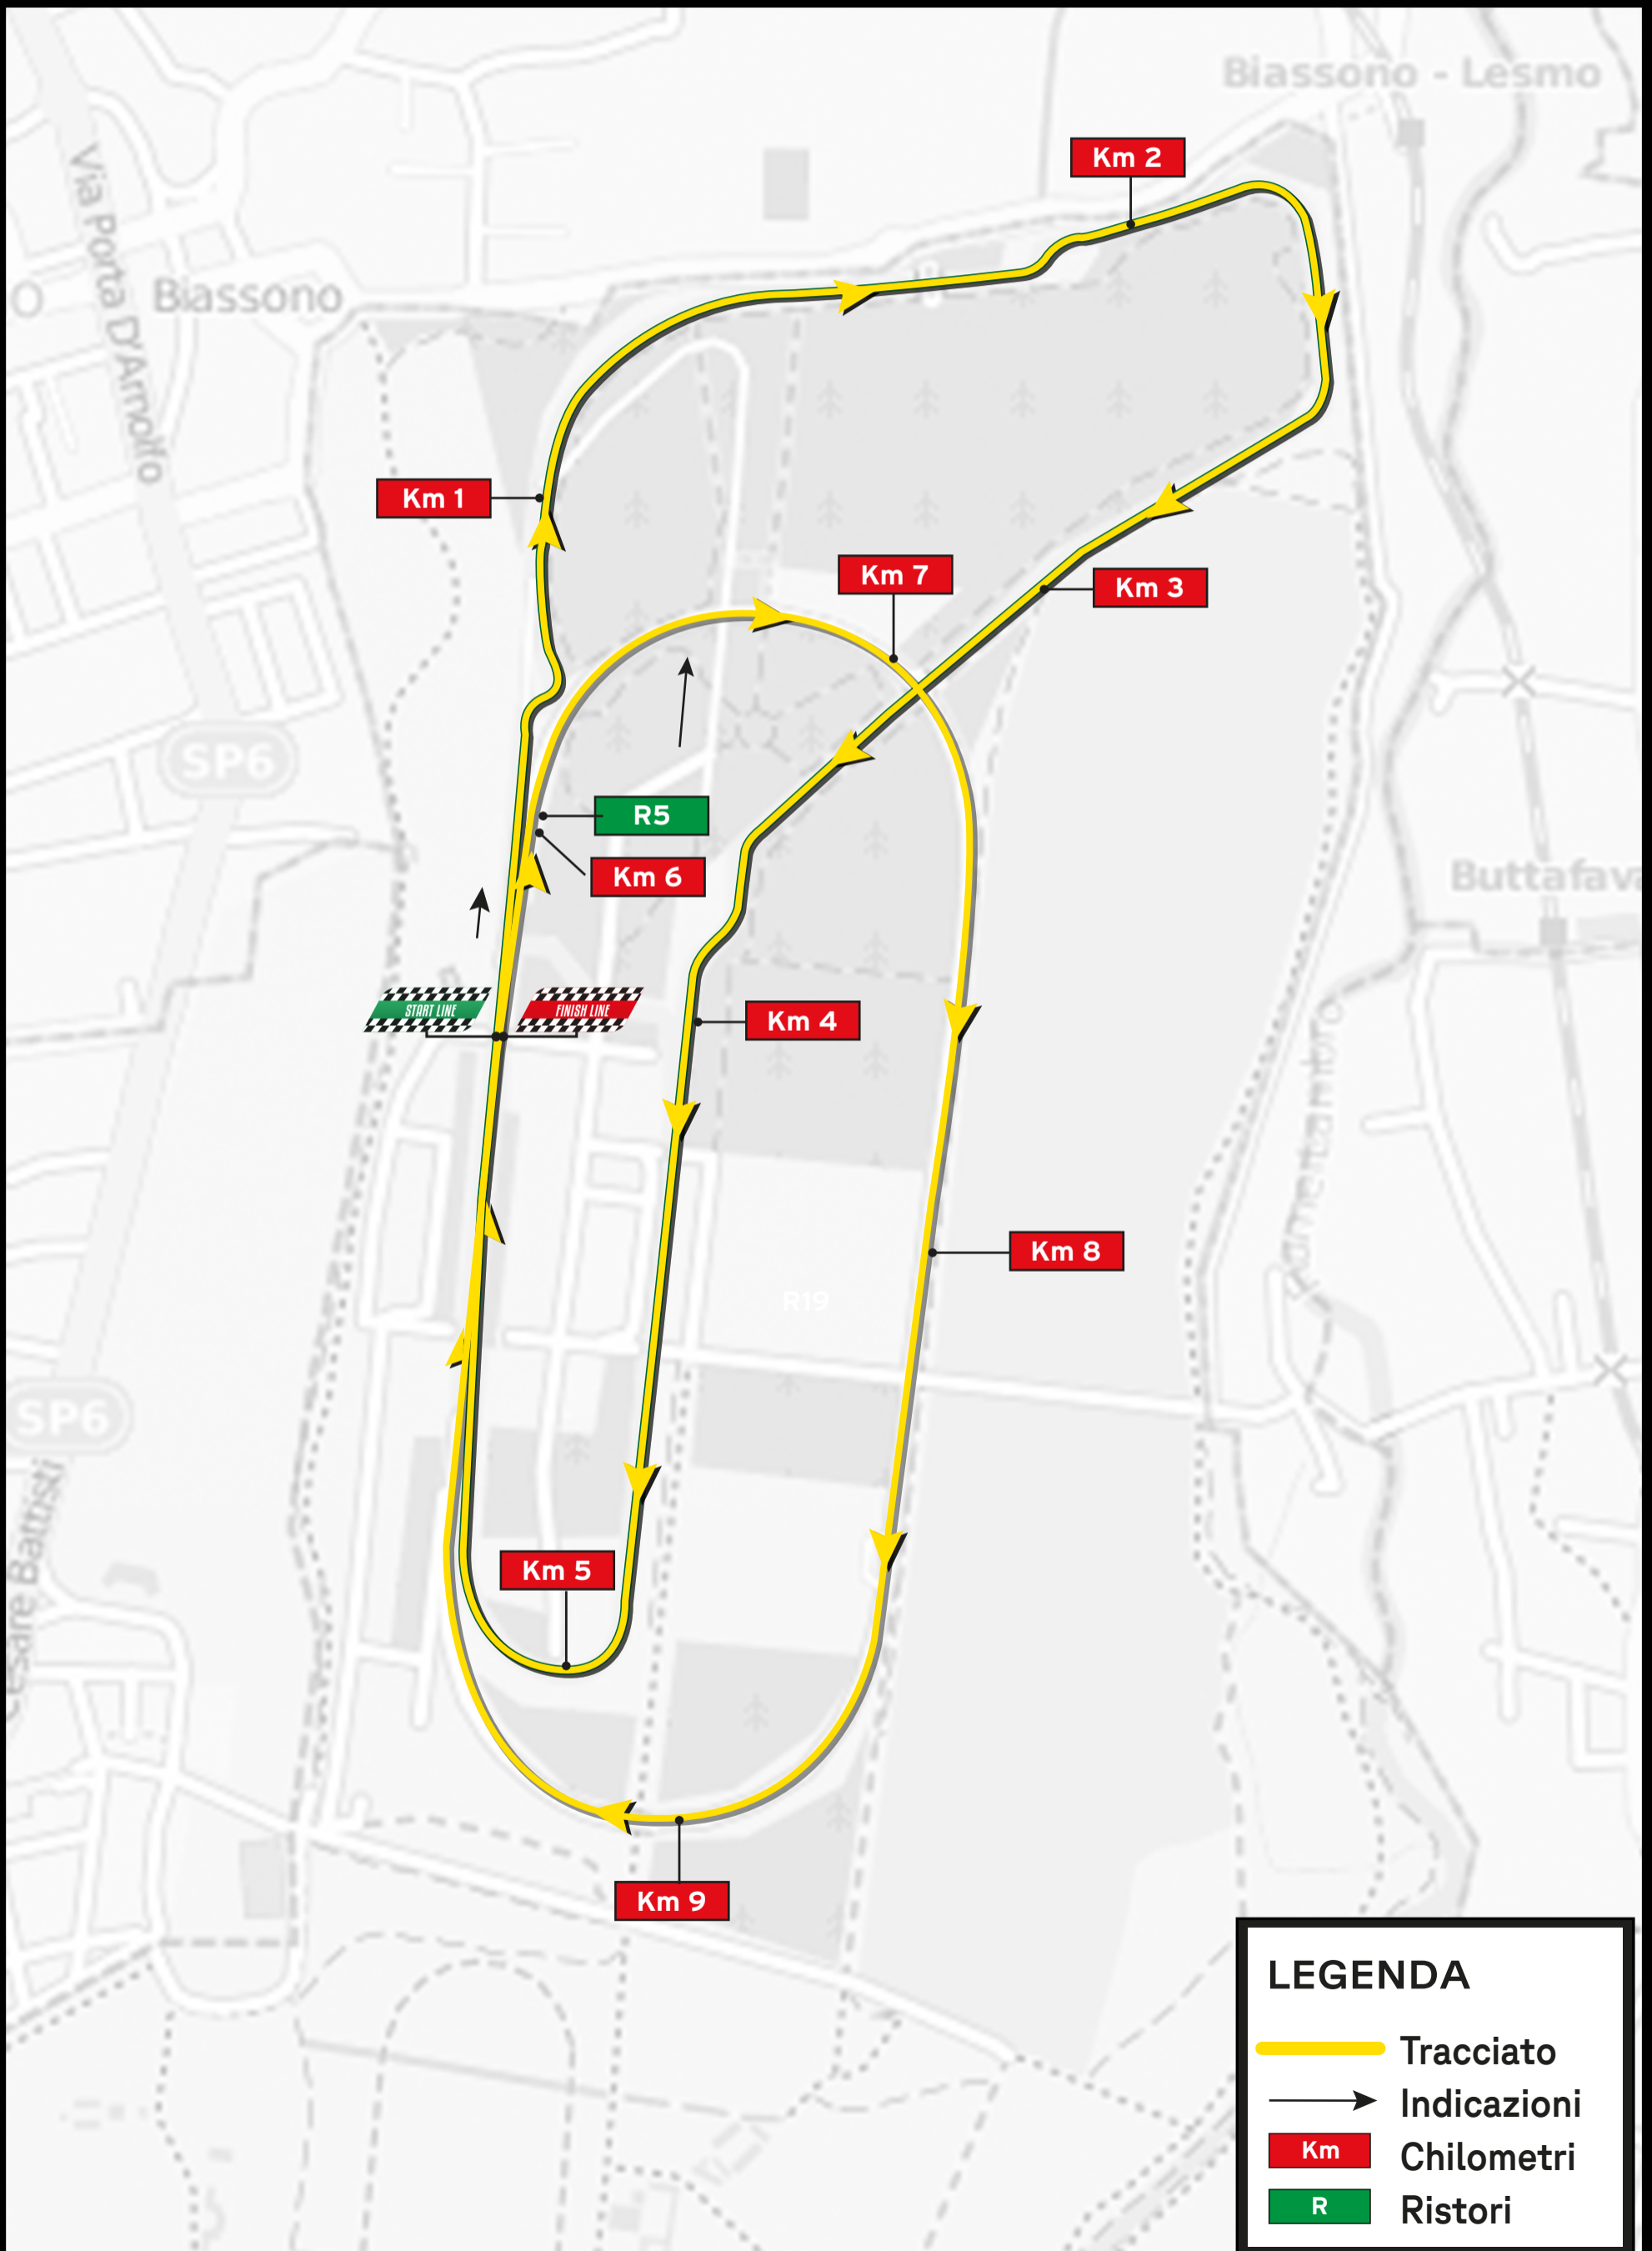 Biassono - Lesmo
Km 2
Via Porta D'Arnolfo
O
Biassono
Km 1
Km 7
Km 3
SP6
R5
Km 6
Buttafava
START LINE
FINISH LINE
Km 4
Km 8
R19
SP6
Cesare Battisti
Km 5
Km 9
LEGENDA
Tracciato
Indicazioni
Km
Chilometri
R
Ristori